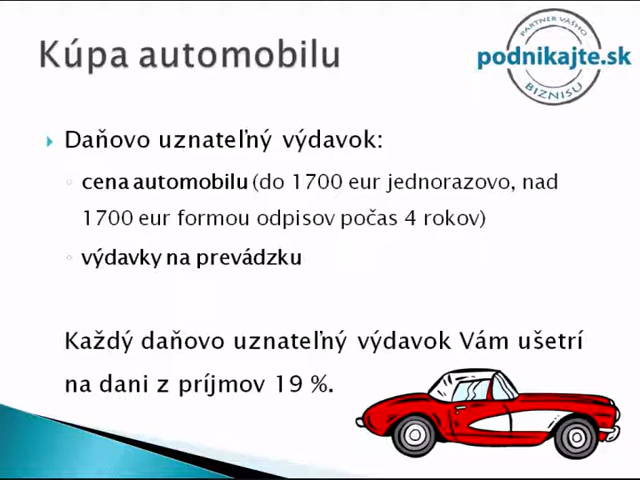 Kúpa automobilu
PARTNER VÁŠHO
podnikajte.sk
BIZNISU
Daňovo uznateľný výdavok:
cena automobilu (do 1700 eur jednorazovo, nad
1700 eur formou odpisov počas 4 rokov)
výdavky na prevádzku
Každý daňovo uznateľný výdavok Vám ušetrí
na dani z príjmov 19 %.